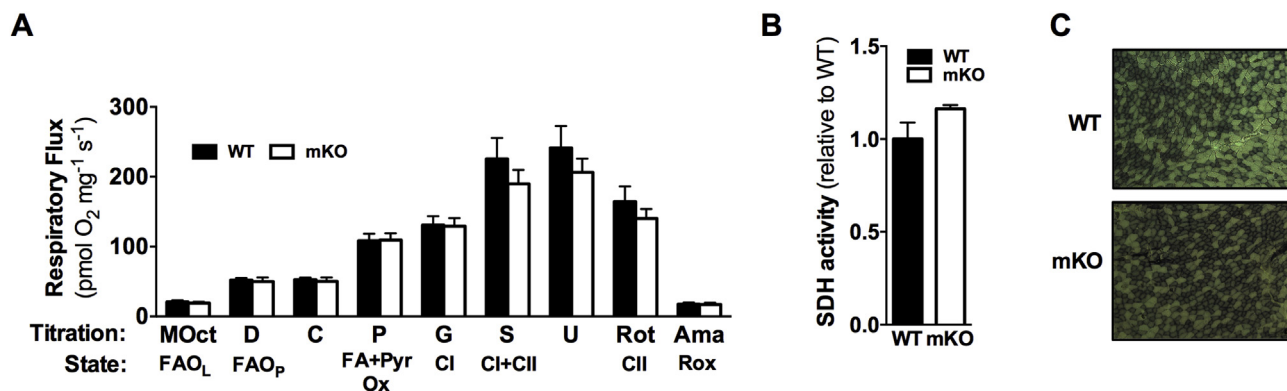 A
Respiratory Flux
(pmol O₂ mg⁻¹ s⁻¹)
300
200
100
0
WT mKO
Titration: MOct D C P G S U Rot Ama
State: FAO_L FAO_P FA+Pyr Ox CI CI+CII CII Rox
B
SDH activity (relative to WT)
1.5
1.0
0.5
0.0
WT
mKO
WT mKO
C
WT
mKO